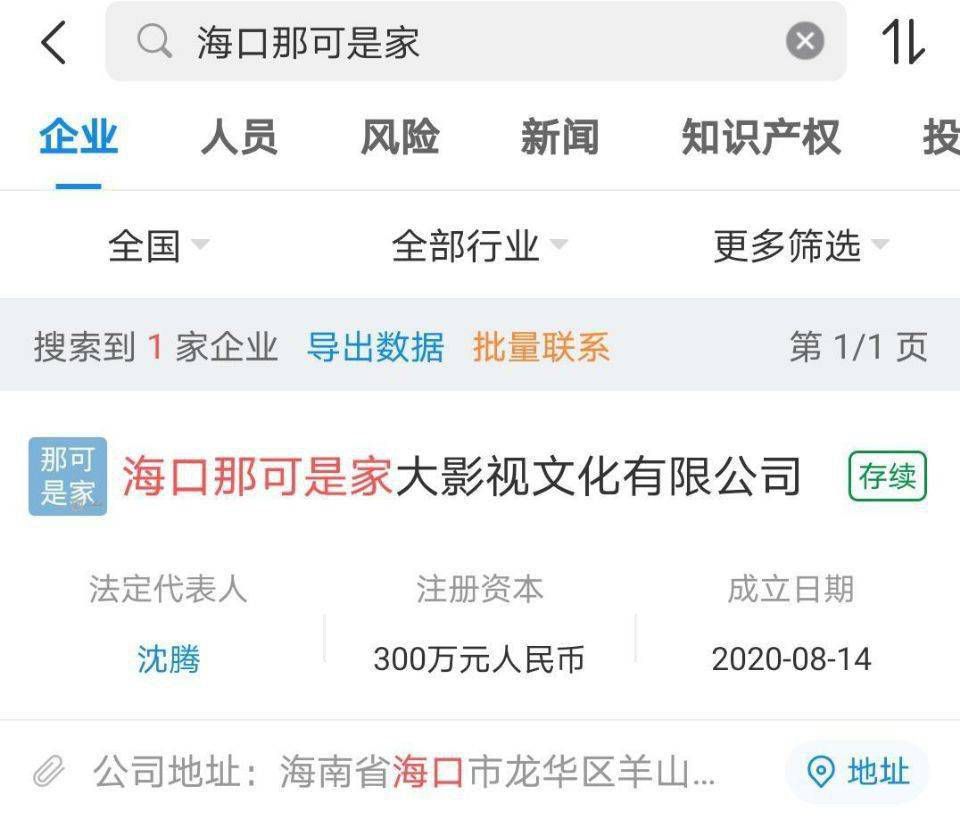 海口那可是家
企业 人员 风险 新闻 知识产权 投
全国 全部行业 更多筛选
搜索到 1 家企业 导出数据 批量联系 第 1/1 页
那可
是家
海口那可是家大影视文化有限公司 存续
法定代表人 注册资本 成立日期
沈腾 300万元人民币 2020-08-14
公司地址：海南省海口市龙华区羊山... 地址